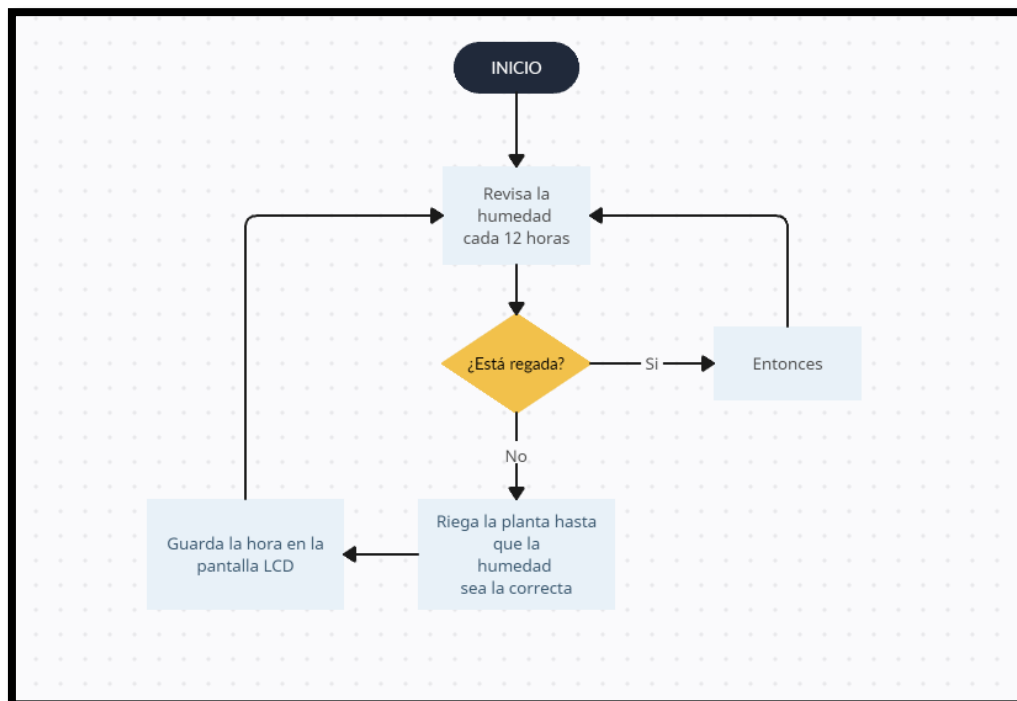 INICIO
Revisa la
humedad
cada 12 horas
¿Está regada?
Si
Entonces
No
Riega la planta hasta
que la
humedad
sea la correcta
Guarda la hora en la
pantalla LCD